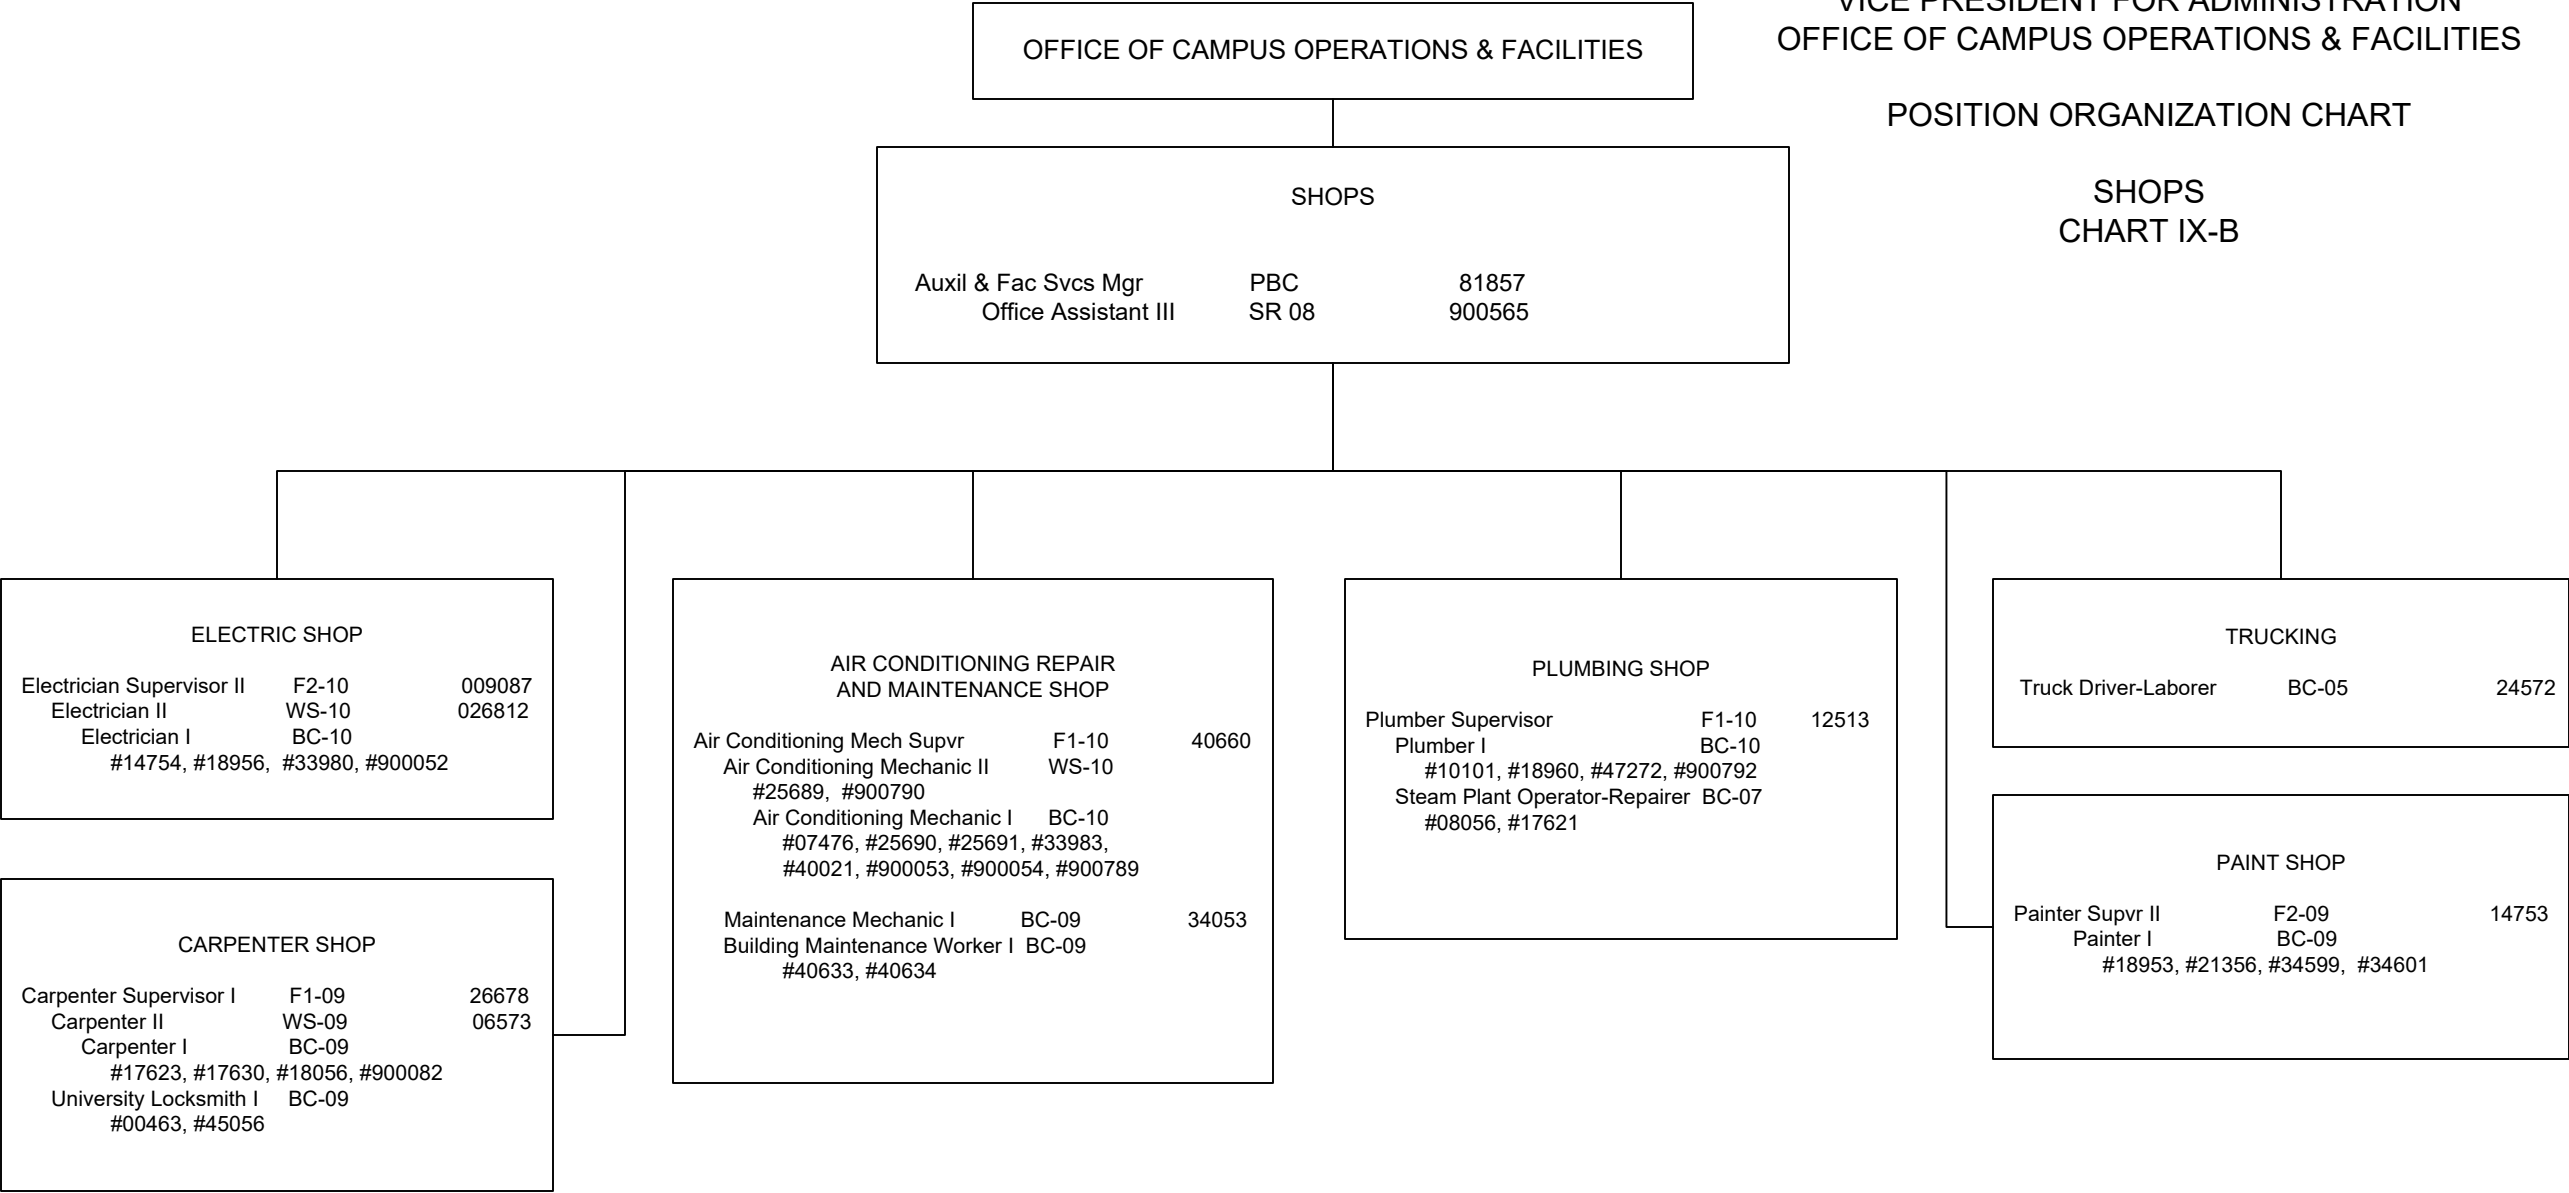 VICE PRESIDENT FOR ADMINISTRATION
OFFICE OF CAMPUS OPERATIONS & FACILITIES
POSITION ORGANIZATION CHART
SHOPS
CHART IX-B
OFFICE OF CAMPUS OPERATIONS & FACILITIES
SHOPS
Auxil & Fac Svcs Mgr PBC 81857
Office Assistant III SR 08 900565
ELECTRIC SHOP
Electrician Supervisor II F2-10 009087
Electrician II WS-10 026812
Electrician I BC-10
#14754, #18956, #33980, #900052
CARPENTER SHOP
Carpenter Supervisor I F1-09 26678
Carpenter II WS-09 06573
Carpenter I BC-09
#17623, #17630, #18056, #900082
University Locksmith I BC-09
#00463, #45056
AIR CONDITIONING REPAIR
AND MAINTENANCE SHOP
Air Conditioning Mech Supvr F1-10 40660
Air Conditioning Mechanic II WS-10
#25689, #900790
Air Conditioning Mechanic I BC-10
#07476, #25690, #25691, #33983,
#40021, #900053, #900054, #900789
Maintenance Mechanic I BC-09 34053
Building Maintenance Worker I BC-09
#40633, #40634
PLUMBING SHOP
Plumber Supervisor F1-10 12513
Plumber I BC-10
#10101, #18960, #47272, #900792
Steam Plant Operator-Repairer BC-07
#08056, #17621
TRUCKING
Truck Driver-Laborer BC-05 24572
PAINT SHOP
Painter Supvr II F2-09 14753
Painter I BC-09
#18953, #21356, #34599, #34601